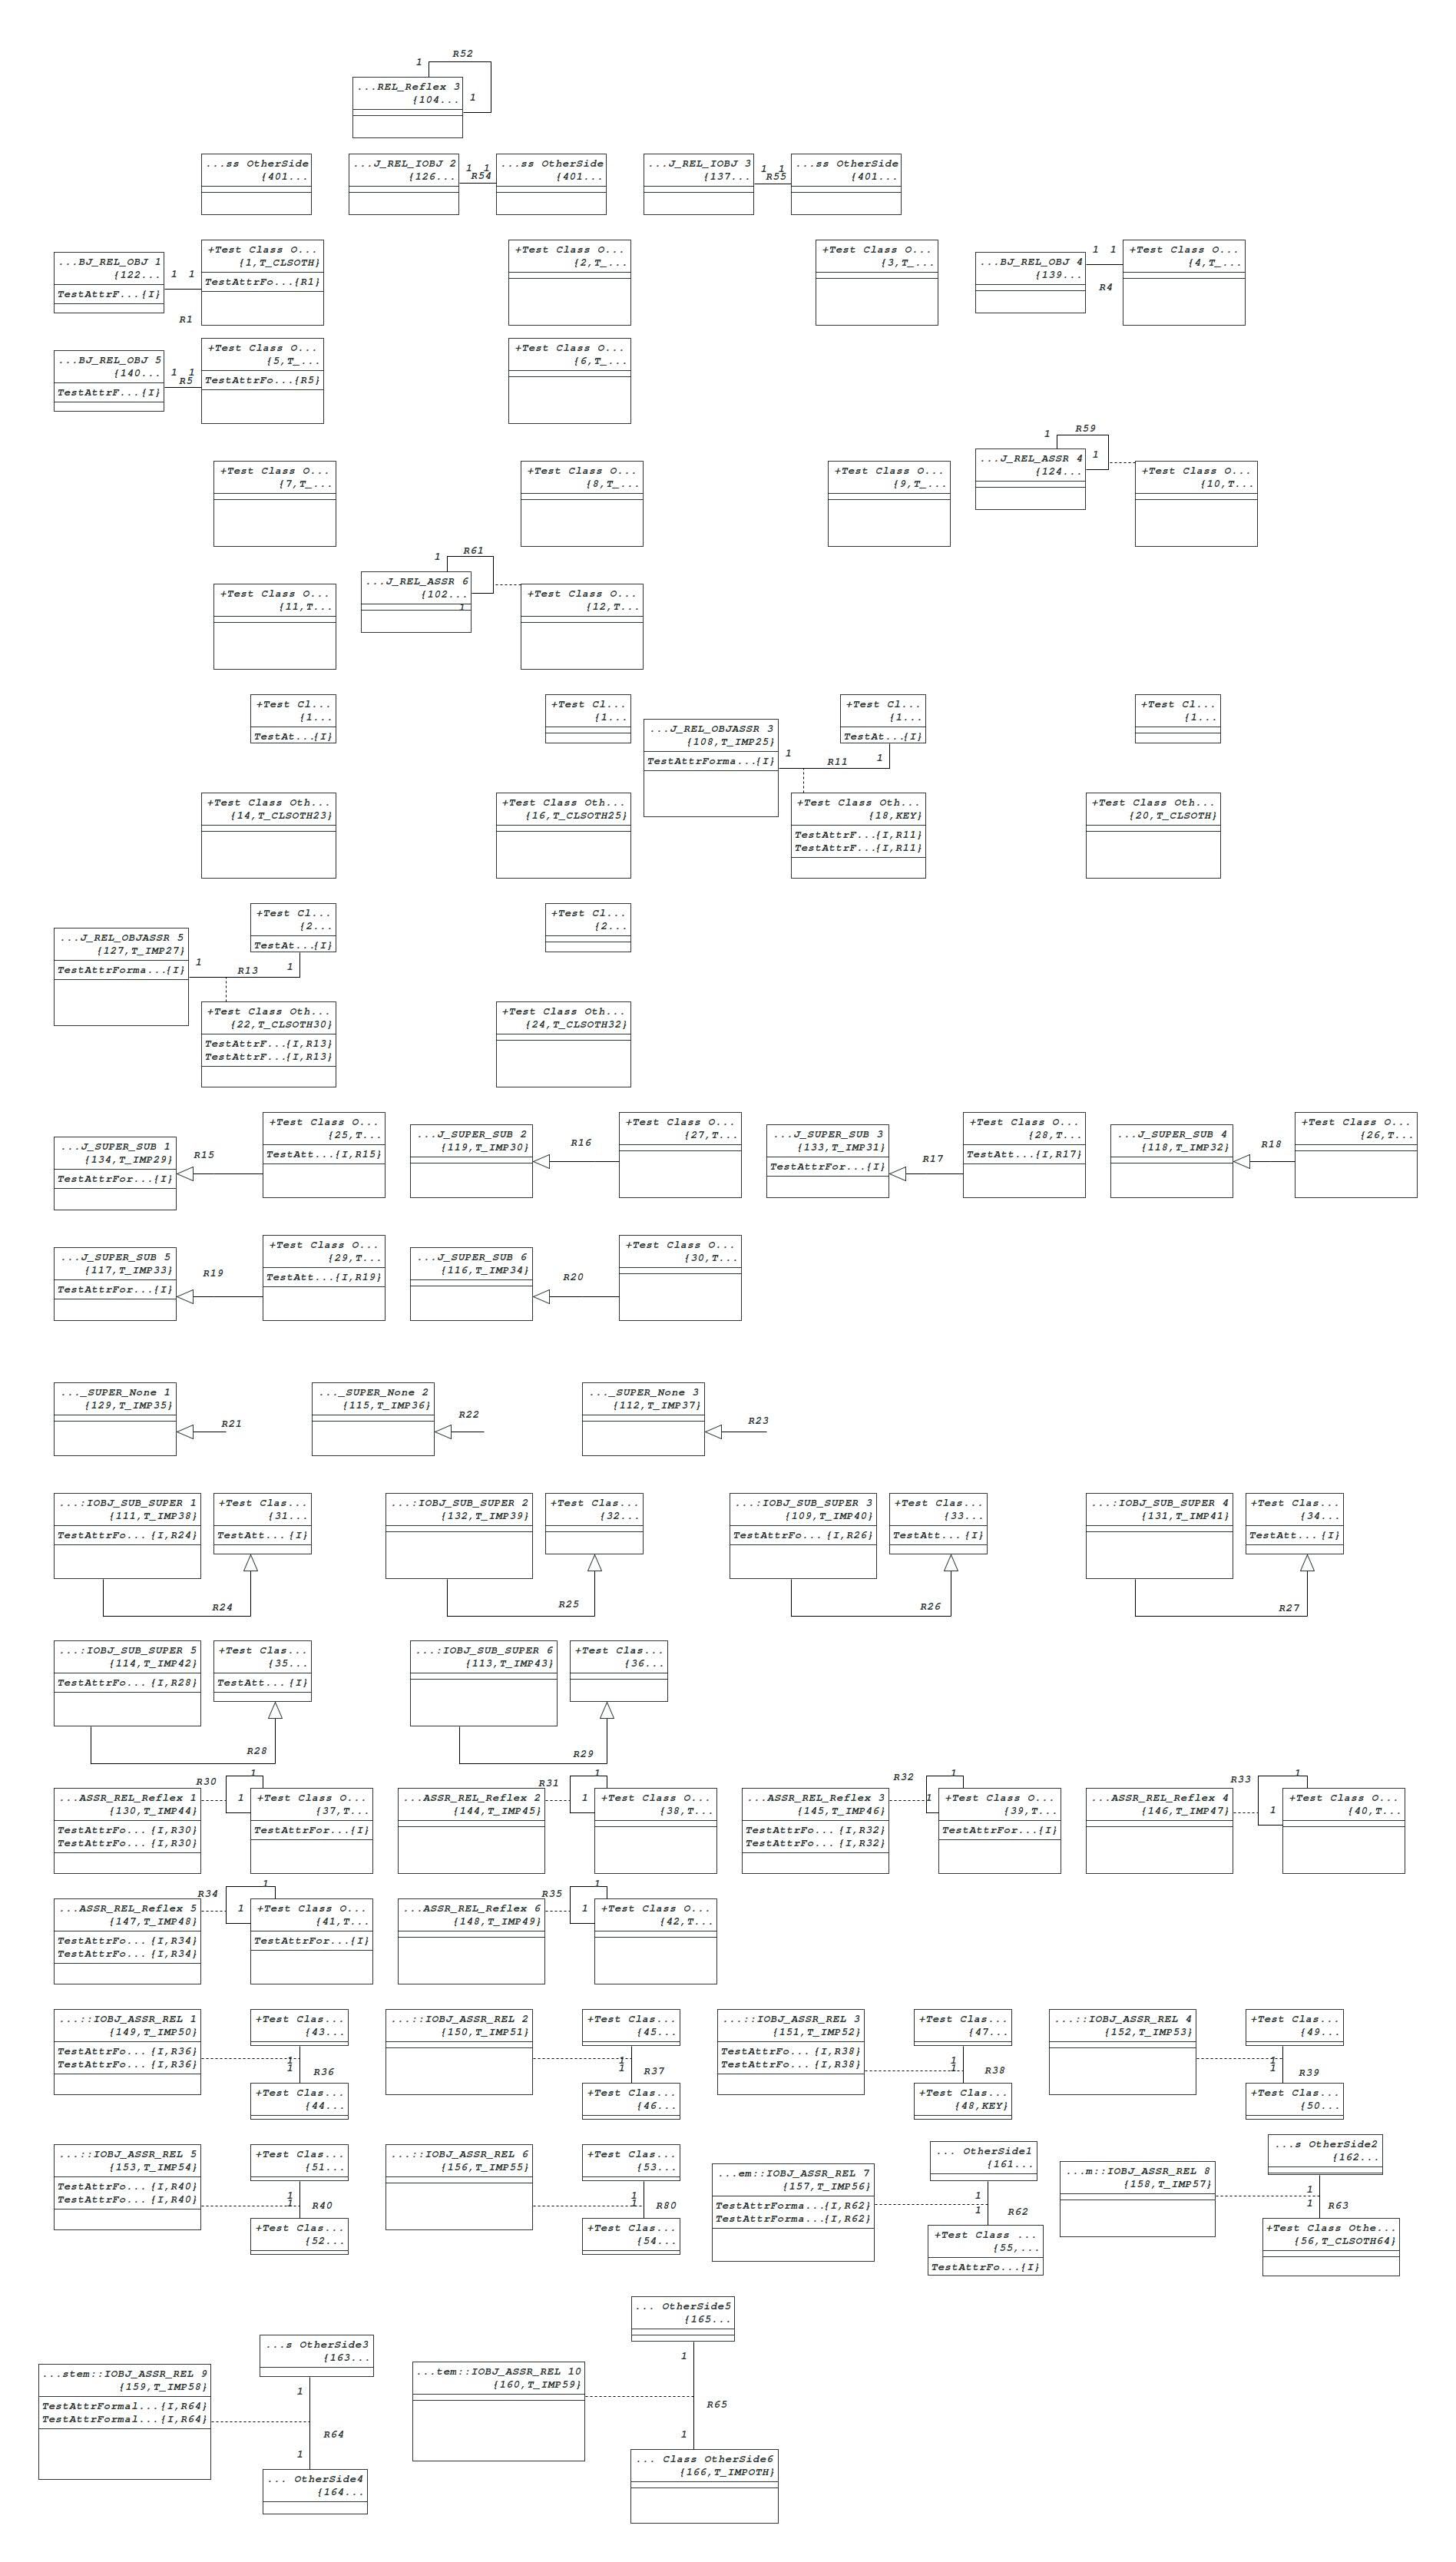 R52
1
...REL_Reflex 3
{104...
1
...ss OtherSide
{401...
...J_REL_IOBJ 2
{126...
1 1
R54
...ss OtherSide
{401...
...J_REL_IOBJ 3
{137...
1 1
R55
...ss OtherSide
{401...
...BJ_REL_OBJ 1
{122...
TestAttrF...{I}
1 1
R1
+Test Class O...
{1,T_CLSOTH}
TestAttrFo...{R1}
+Test Class O...
{2,T_...
+Test Class O...
{3,T_...
...BJ_REL_OBJ 4
{139...
1 1
R4
+Test Class O...
{4,T_...
...BJ_REL_OBJ 5
{140...
TestAttrF...{I}
1 1
R5
+Test Class O...
{5,T_...
TestAttrFo...{R5}
+Test Class O...
{6,T_...
+Test Class O...
{7,T_...
+Test Class O...
{8,T_...
+Test Class O...
{9,T_...
R59
1
...J_REL_ASSR 4
{124...
1
+Test Class O...
{10,T...
+Test Class O...
{11,T...
R61
1
...J_REL_ASSR 6
{102...
1
+Test Class O...
{12,T...
+Test Cl...
{1...
TestAt...{I}
+Test Cl...
{1...
...J_REL_OBJASSR 3
{108,T_IMP25}
TestAttrForma...{I}
1
R11
1
+Test Cl...
{1...
TestAt...{I}
+Test Cl...
{1...
+Test Class Oth...
{14,T_CLSOTH23}
+Test Class Oth...
{16,T_CLSOTH25}
+Test Class Oth...
{18,KEY}
TestAttrF...{I,R11}
TestAttrF...{I,R11}
+Test Class Oth...
{20,T_CLSOTH}
...J_REL_OBJASSR 5
{127,T_IMP27}
TestAttrForma...{I}
1
R13
1
+Test Cl...
{2...
TestAt...{I}
+Test Cl...
{2...
+Test Class Oth...
{22,T_CLSOTH30}
TestAttrF...{I,R13}
TestAttrF...{I,R13}
+Test Class Oth...
{24,T_CLSOTH32}
...J_SUPER_SUB 1
{134,T_IMP29}
TestAttrFor...{I}
R15
+Test Class O...
{25,T...
TestAtt...{I,R15}
...J_SUPER_SUB 2
{119,T_IMP30}
R16
+Test Class O...
{27,T...
...J_SUPER_SUB 3
{133,T_IMP31}
TestAttrFor...{I}
R17
+Test Class O...
{28,T...
TestAtt...{I,R17}
...J_SUPER_SUB 4
{118,T_IMP32}
R18
+Test Class O...
{26,T...
...J_SUPER_SUB 5
{117,T_IMP33}
TestAttrFor...{I}
R19
+Test Class O...
{29,T...
TestAtt...{I,R19}
...J_SUPER_SUB 6
{116,T_IMP34}
R20
+Test Class O...
{30,T...
..._SUPER_None 1
{129,T_IMP35}
R21
..._SUPER_None 2
{115,T_IMP36}
R22
..._SUPER_None 3
{112,T_IMP37}
R23
...:IOBJ_SUB_SUPER 1
{111,T_IMP38}
TestAttrFo...{I,R24}
+Test Clas...
{31...
TestAtt...{I}
R24
...:IOBJ_SUB_SUPER 2
{132,T_IMP39}
+Test Clas...
{32...
R25
...:IOBJ_SUB_SUPER 3
{109,T_IMP40}
TestAttrFo...{I,R26}
+Test Clas...
{33...
TestAtt...{I}
R26
...:IOBJ_SUB_SUPER 4
{131,T_IMP41}
+Test Clas...
{34...
TestAtt...{I}
R27
...:IOBJ_SUB_SUPER 5
{114,T_IMP42}
TestAttrFo...{I,R28}
+Test Clas...
{35...
TestAtt...{I}
R28
...:IOBJ_SUB_SUPER 6
{113,T_IMP43}
+Test Clas...
{36...
R29
...ASSR_REL_Reflex 1
{130,T_IMP44}
TestAttrFo...{I,R30}
TestAttrFo...{I,R30}
R30
1
1
+Test Class O...
{37,T...
TestAttrFor...{I}
...ASSR_REL_Reflex 2
{144,T_IMP45}
R31
1
1
+Test Class O...
{38,T...
...ASSR_REL_Reflex 3
{145,T_IMP46}
TestAttrFo...{I,R32}
TestAttrFo...{I,R32}
R32
1
1
+Test Class O...
{39,T...
TestAttrFor...{I}
...ASSR_REL_Reflex 4
{146,T_IMP47}
R33
1
1
+Test Class O...
{40,T...
...ASSR_REL_Reflex 5
{147,T_IMP48}
TestAttrFo...{I,R34}
TestAttrFo...{I,R34}
R34
1
1
+Test Class O...
{41,T...
TestAttrFor...{I}
...ASSR_REL_Reflex 6
{148,T_IMP49}
R35
1
1
+Test Class O...
{42,T...
...::IOBJ_ASSR_REL 1
{149,T_IMP50}
TestAttrFo...{I,R36}
TestAttrFo...{I,R36}
+Test Clas...
{43...
1
1
R36
+Test Clas...
{44...
...::IOBJ_ASSR_REL 2
{150,T_IMP51}
+Test Clas...
{45...
1
1
R37
+Test Clas...
{46...
...::IOBJ_ASSR_REL 3
{151,T_IMP52}
TestAttrFo...{I,R38}
TestAttrFo...{I,R38}
+Test Clas...
{47...
1
1
R38
+Test Clas...
{48,KEY}
...::IOBJ_ASSR_REL 4
{152,T_IMP53}
+Test Clas...
{49...
1
1
R39
+Test Clas...
{50...
...::IOBJ_ASSR_REL 5
{153,T_IMP54}
TestAttrFo...{I,R40}
TestAttrFo...{I,R40}
+Test Clas...
{51...
1
1
R40
+Test Clas...
{52...
...::IOBJ_ASSR_REL 6
{156,T_IMP55}
+Test Clas...
{53...
1
1
R80
+Test Clas...
{54...
...em::IOBJ_ASSR_REL 7
{157,T_IMP56}
TestAttrForma...{I,R62}
TestAttrForma...{I,R62}
... OtherSide1
{161...
1
1
R62
+Test Class ...
{55,...
TestAttrFo...{I}
...m::IOBJ_ASSR_REL 8
{158,T_IMP57}
...s OtherSide2
{162...
1
1
R63
+Test Class Othe...
{56,T_CLSOTH64}
...stem::IOBJ_ASSR_REL 9
{159,T_IMP58}
TestAttrFormal...{I,R64}
TestAttrFormal...{I,R64}
...s OtherSide3
{163...
1
R64
1
... OtherSide4
{164...
...tem::IOBJ_ASSR_REL 10
{160,T_IMP59}
... OtherSide5
{165...
1
R65
1
... Class OtherSide6
{166,T_IMPOTH}